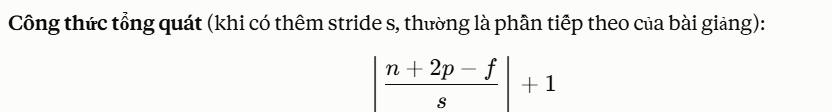 Công thức tổng quát (khi có thêm stride s, thường là phần tiếp theo của bài giảng):
| (n + 2p − f) / s | + 1